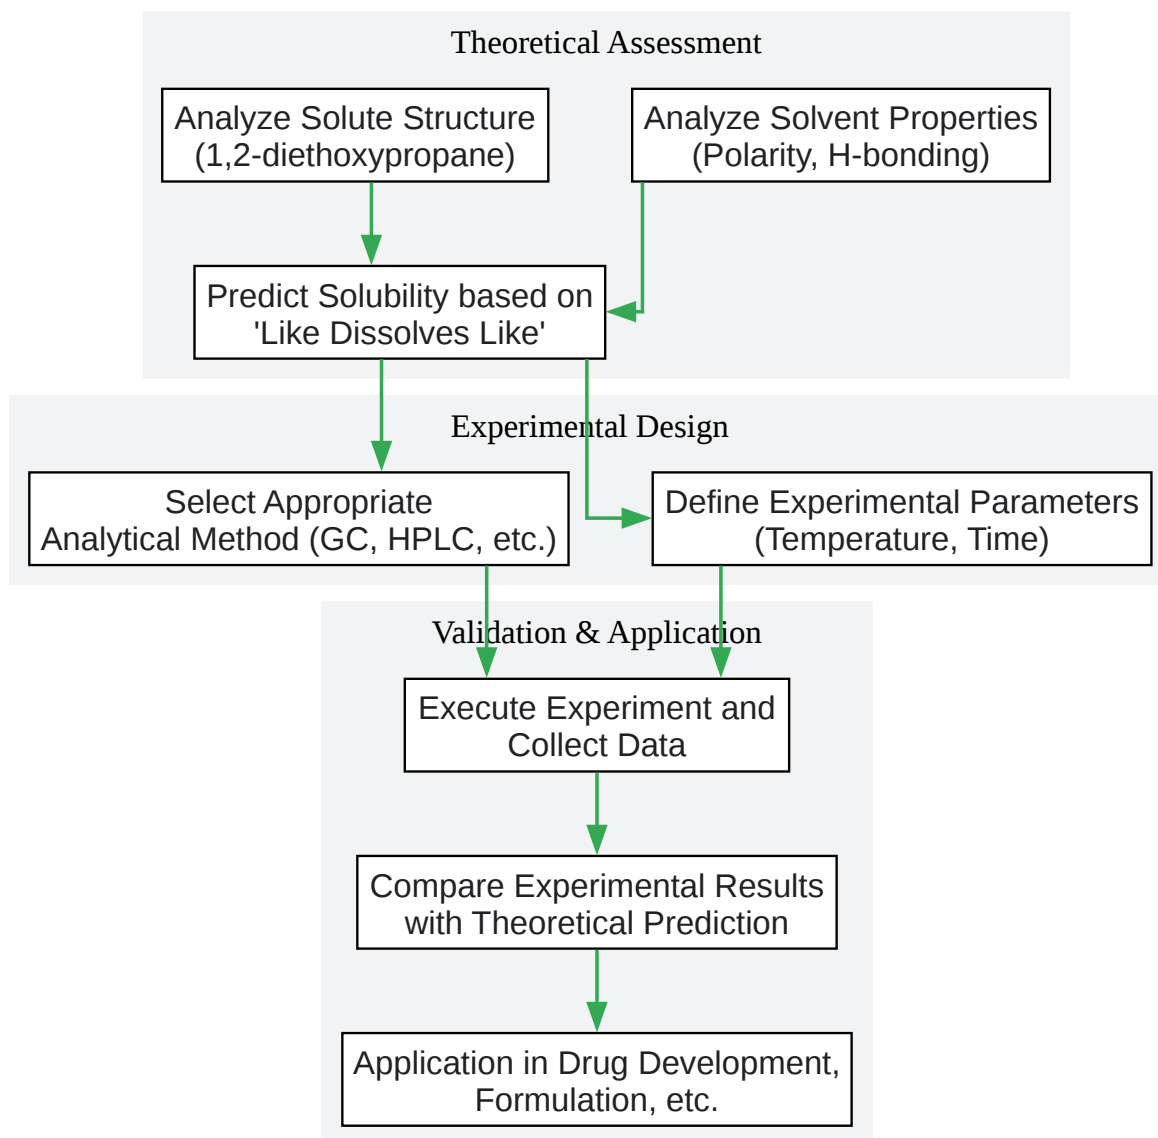 Theoretical Assessment
Analyze Solute Structure
(1,2-diethoxypropane)
Analyze Solvent Properties
(Polarity, H-bonding)
Predict Solubility based on
'Like Dissolves Like'
Experimental Design
Select Appropriate
Analytical Method (GC, HPLC, etc.)
Define Experimental Parameters
(Temperature, Time)
Validation & Application
Execute Experiment and
Collect Data
Compare Experimental Results
with Theoretical Prediction
Application in Drug Development,
Formulation, etc.